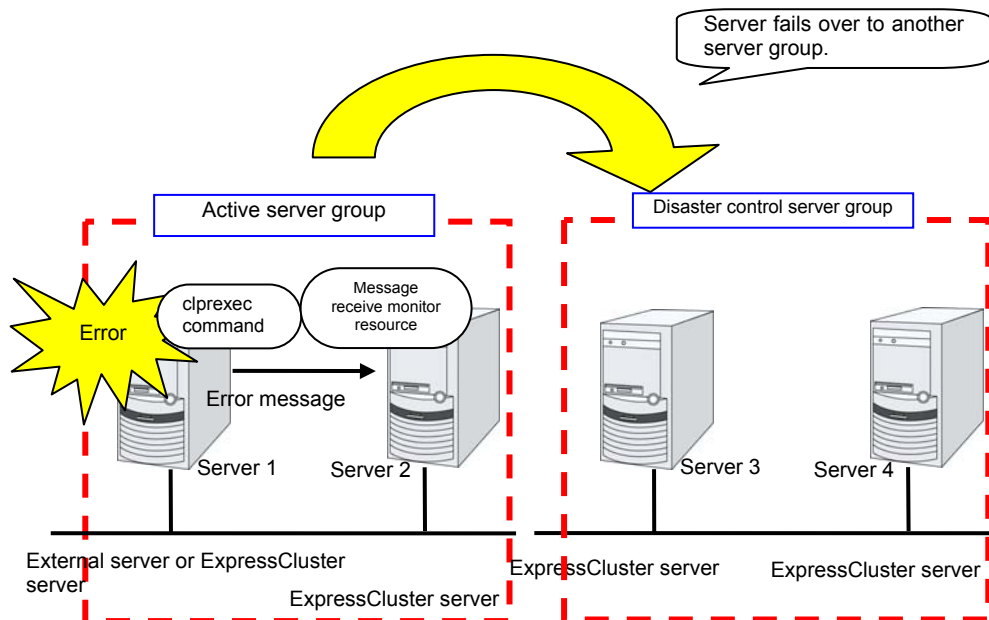 Server fails over to another
server group.
Active server group
Disaster control server group
Error
clprexec
command
Message
receive monitor
resource
Error message
Server 1
Server 2
Server 3
Server 4
External server or ExpressCluster
server
ExpressCluster server
ExpressCluster server
ExpressCluster server